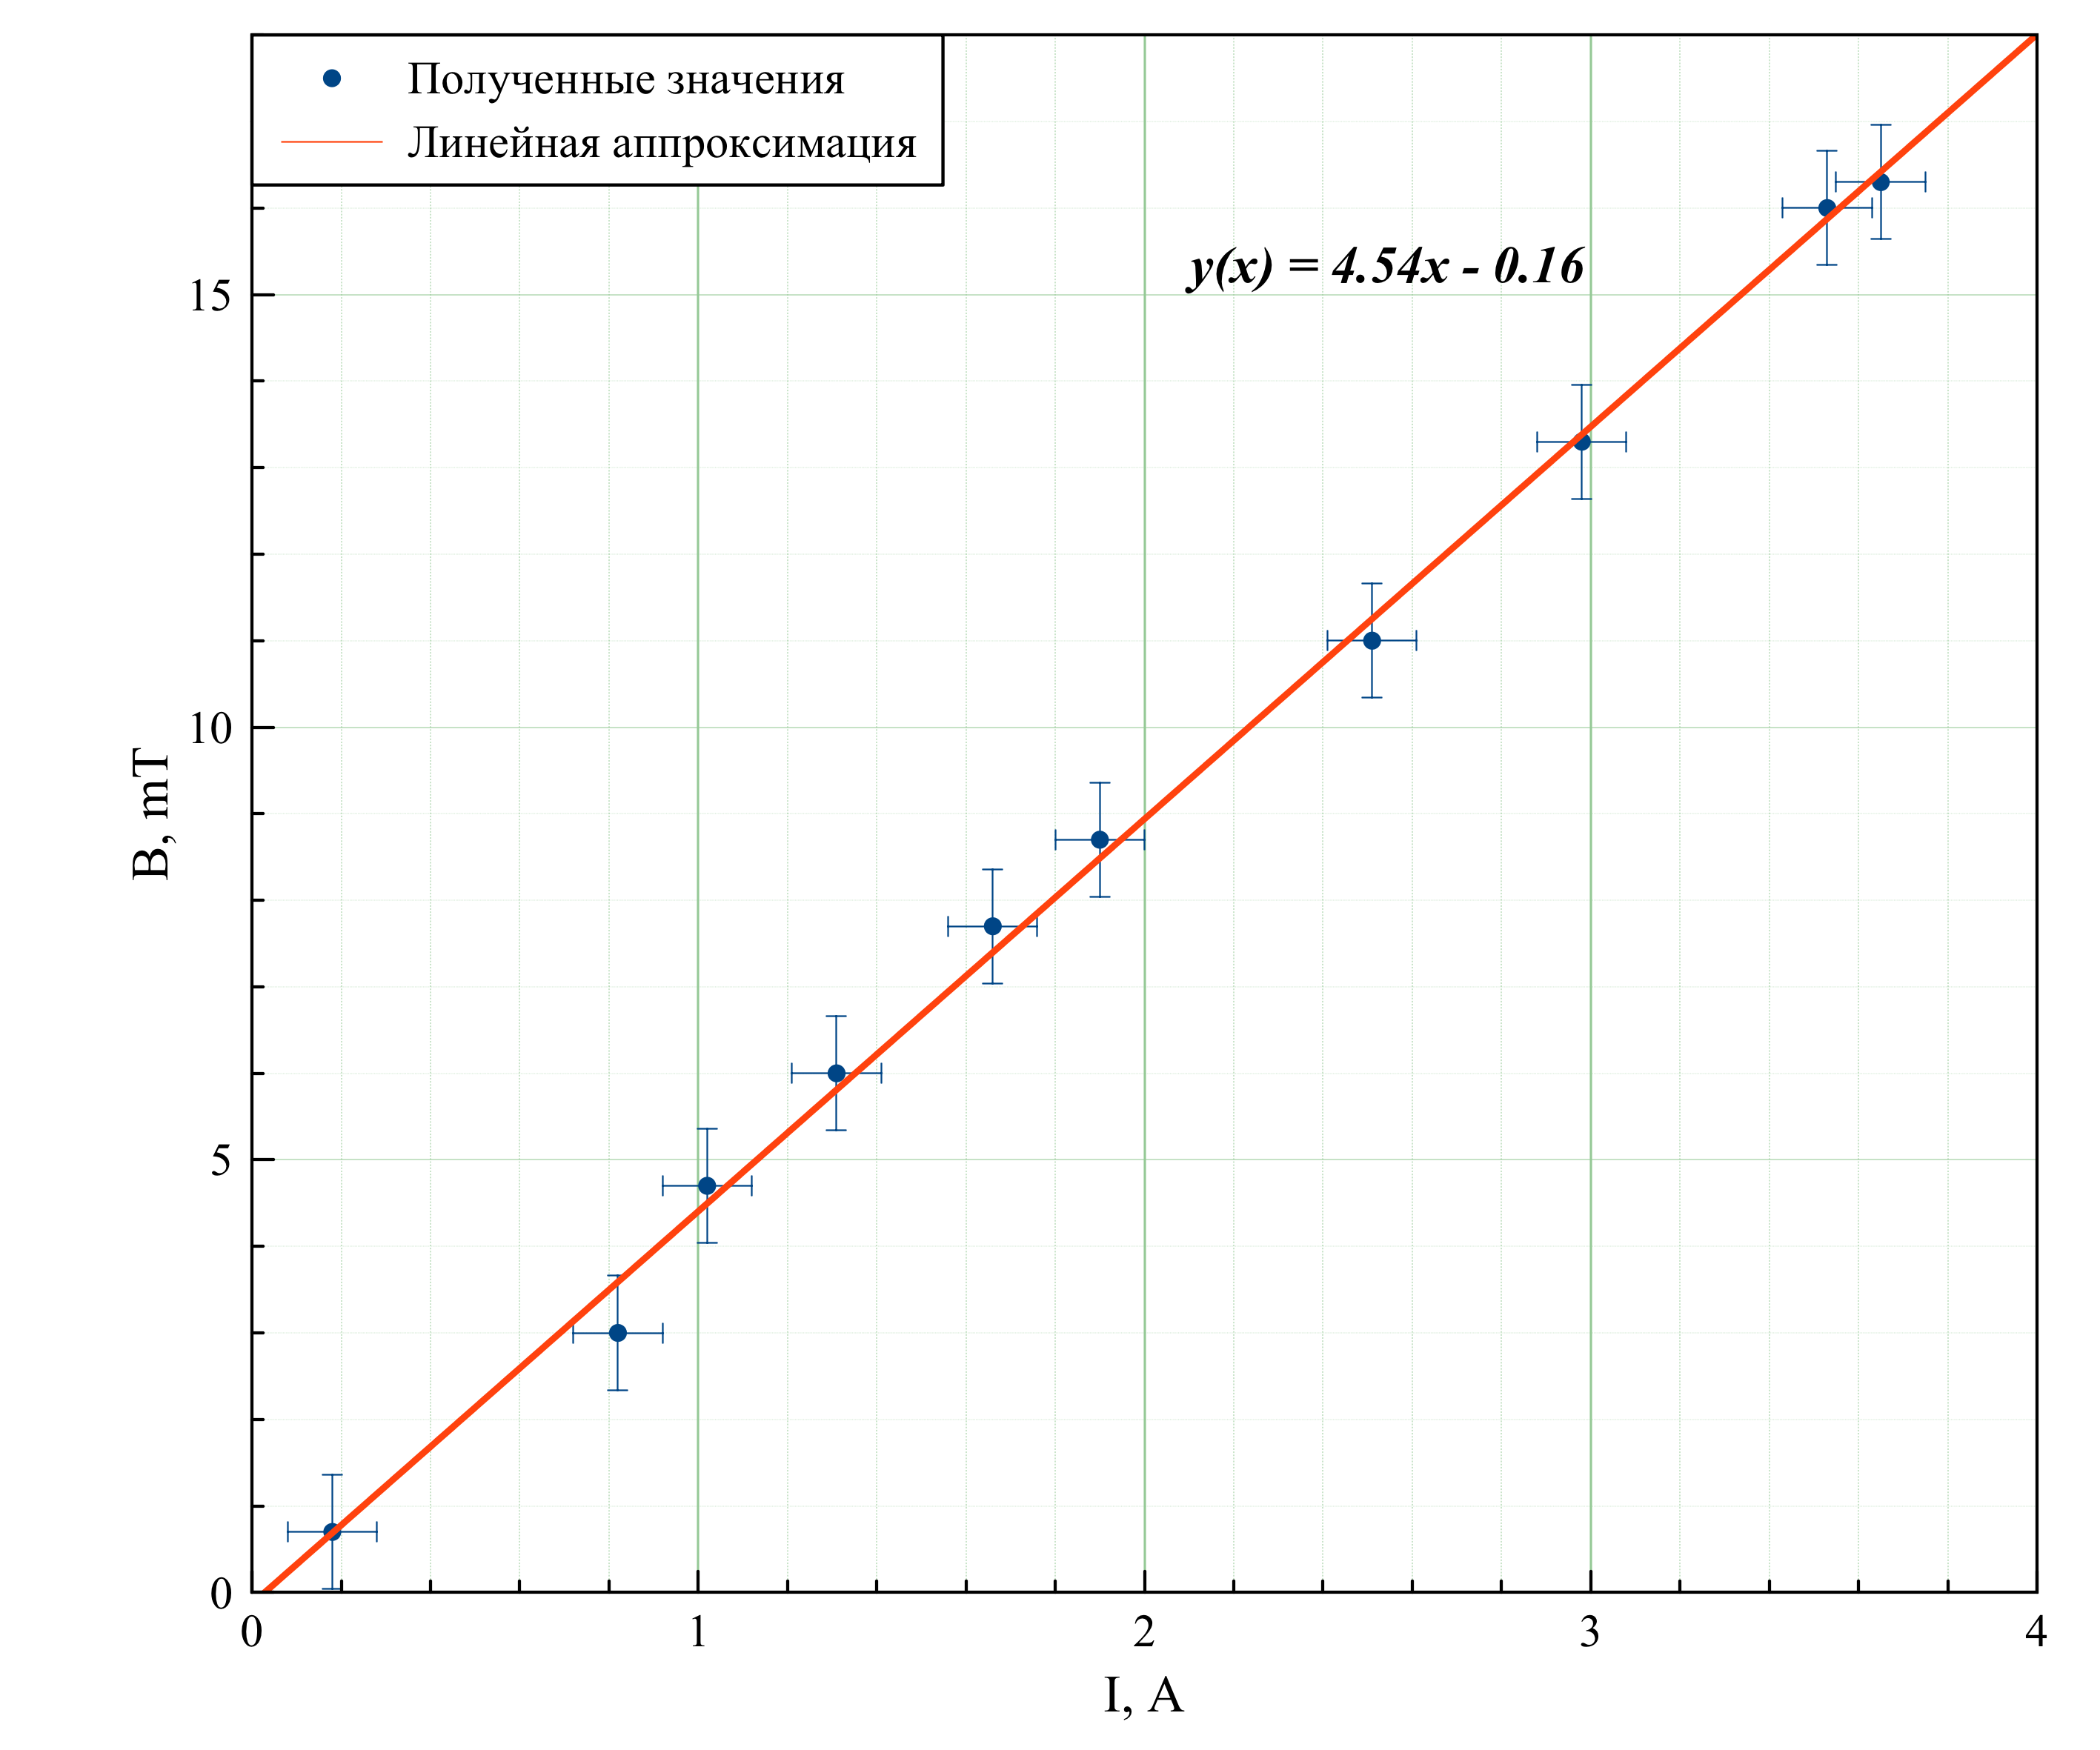 Полученные значения
Линейная аппроксимация
y(x) = 4.54x - 0.16
15
10
5
0
B, mT
0 1 2 3 4
I, A